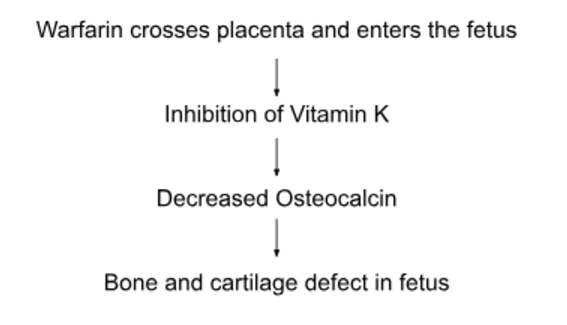 Warfarin crosses placenta and enters the fetus
Inhibition of Vitamin K
Decreased Osteocalcin
Bone and cartilage defect in fetus